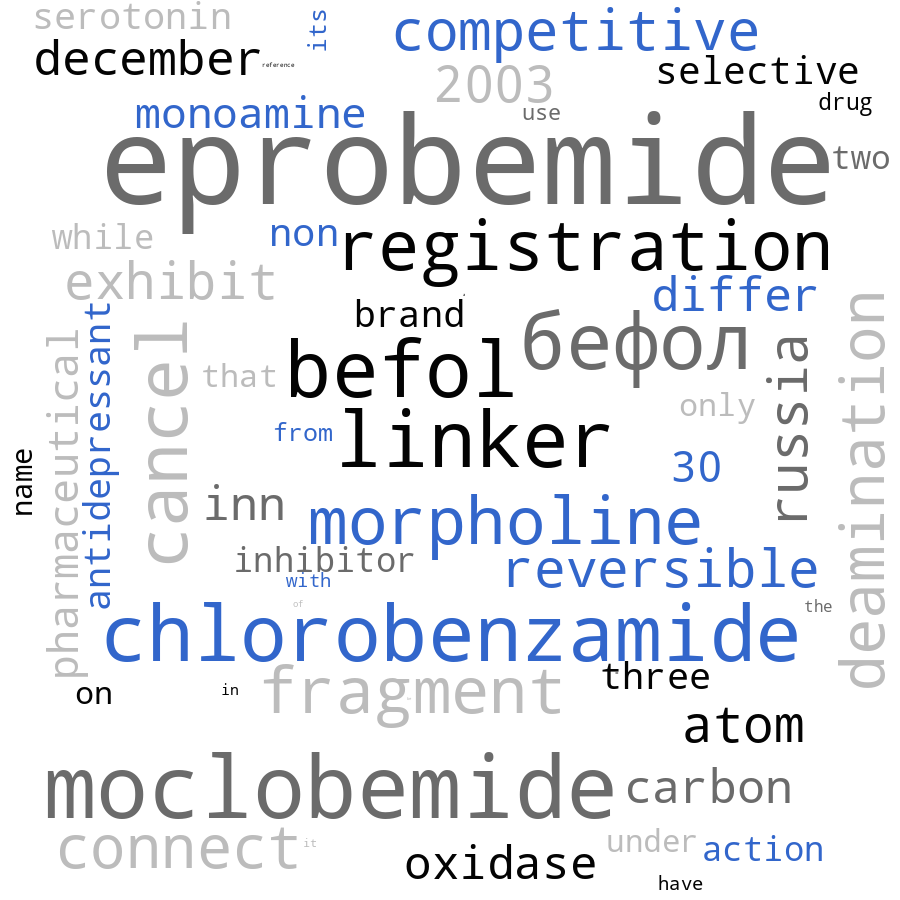 serotonin
its
competitive
december
reference
selective
2003
drug
monoamine
use
eprobemide
two
while
non
registration
exhibit
differ
brand
бефол
befol
pharmaceutical
antidepressant
cancel
that
only
russia
deamination
from
linker
30
name
inn
morpholine
inhibitor
reversible
with
of
the
chlorobenzamide
on
in
fragment
three
atom
moclobemide
carbon
connect
it
under
action
oxidase
have